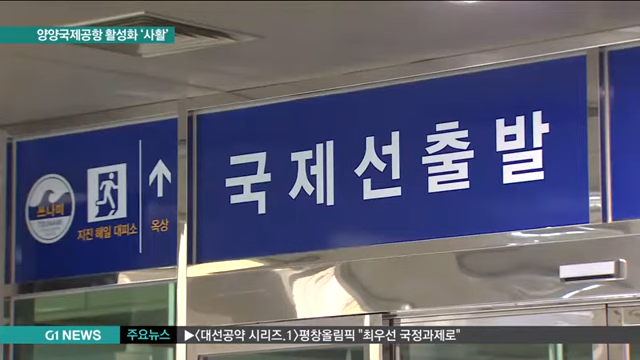 양양국제공항 활성화 '사활'
국제선출발
쓰나미
TSUNAMI
지진 해일 대피소
옥상
G1 NEWS
주요뉴스
▶〈대선공약 시리즈.1〉평창올림픽 "최우선 국정과제로"